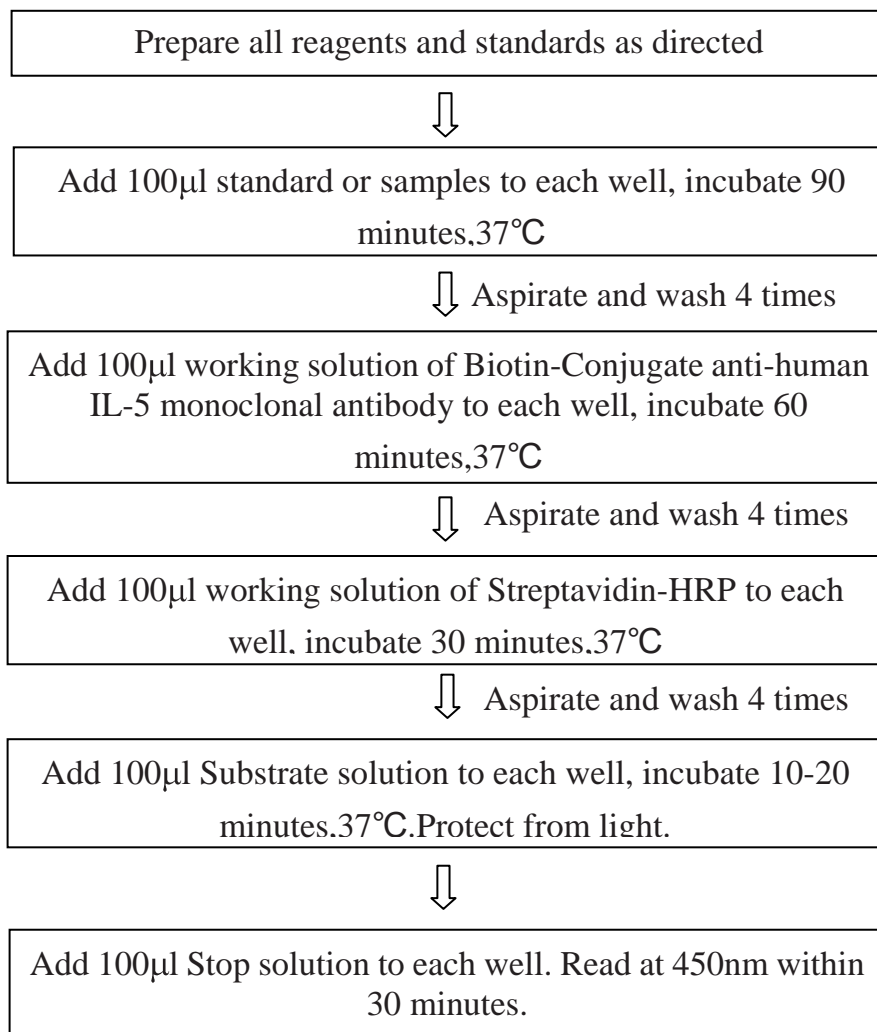 Prepare all reagents and standards as directed
Add 100μl standard or samples to each well, incubate 90
minutes,37℃
Aspirate and wash 4 times
Add 100μl working solution of Biotin-Conjugate anti-human
IL-5 monoclonal antibody to each well, incubate 60
minutes,37℃
Aspirate and wash 4 times
Add 100μl working solution of Streptavidin-HRP to each
well, incubate 30 minutes,37℃
Aspirate and wash 4 times
Add 100μl Substrate solution to each well, incubate 10-20
minutes,37℃.Protect from light.
Add 100μl Stop solution to each well. Read at 450nm within
30 minutes.